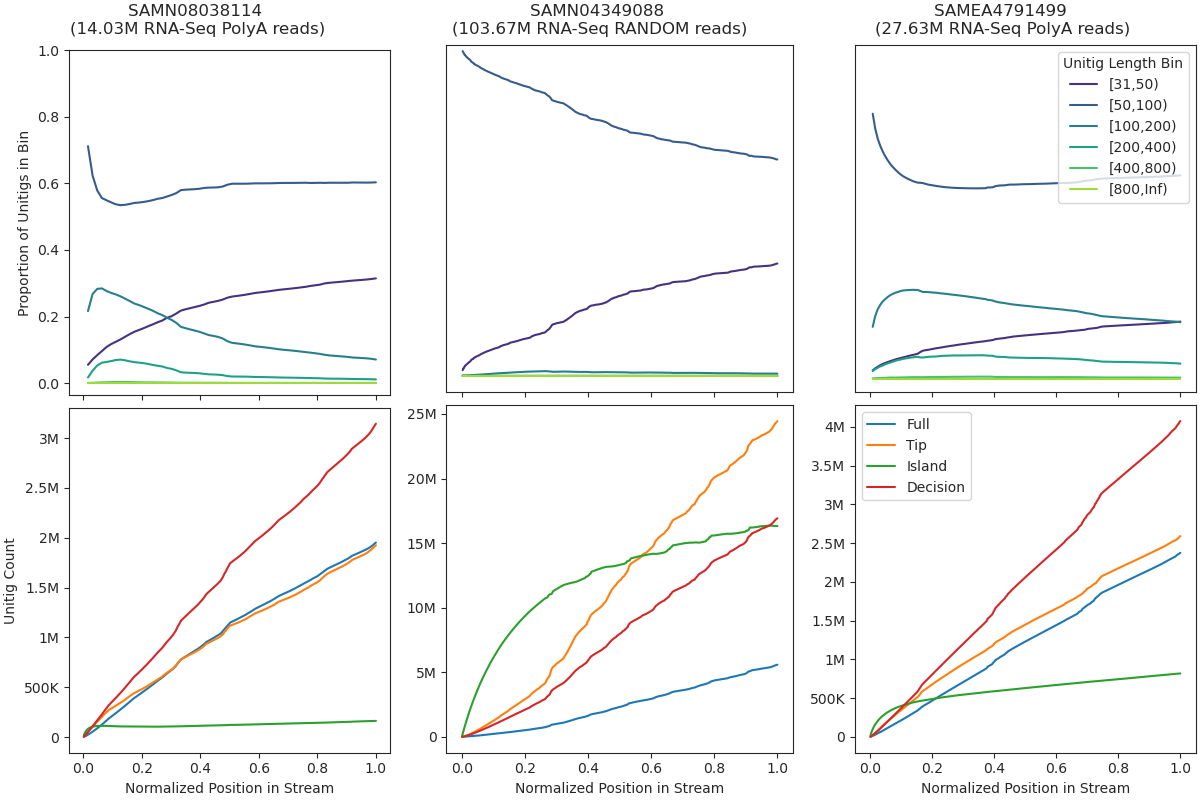 SAMN08038114
(14.03M RNA-Seq PolyA reads)
SAMN04349088
(103.67M RNA-Seq RANDOM reads)
SAMEA4791499
(27.63M RNA-Seq PolyA reads)
Proportion of Unitigs in Bin
1.0
0.8
0.6
0.4
0.2
0.0
Unitig Length Bin
[31,50)
[50,100)
[100,200)
[200,400)
[400,800)
[800,Inf)
Unitig Count
3M
2.5M
2M
1.5M
1M
500K
0
0.0 0.2 0.4 0.6 0.8 1.0
Normalized Position in Stream
25M
20M
15M
10M
5M
0
0.0 0.2 0.4 0.6 0.8 1.0
Normalized Position in Stream
4M
3.5M
3M
2.5M
2M
1.5M
1M
500K
0
Full
Tip
Island
Decision
0.0 0.2 0.4 0.6 0.8 1.0
Normalized Position in Stream